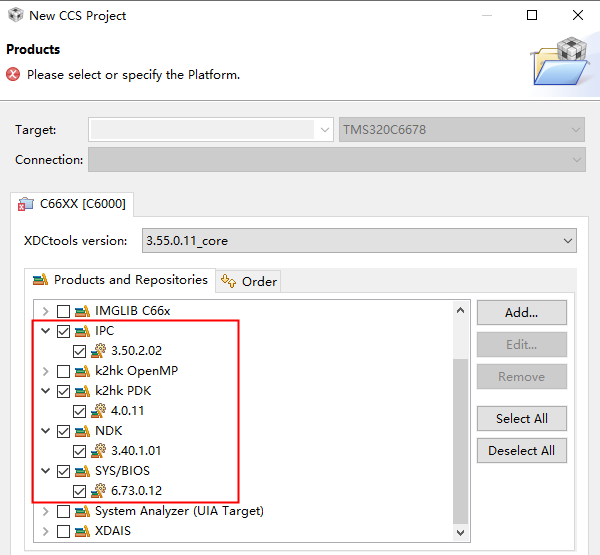 New CCS Project
Products
Please select or specify the Platform.
Target:
TMS320C6678
Connection:
C66XX [C6000]
XDCtools version:
3.55.0.11_core
Products and Repositories
Order
IMGLIB C66x
IPC
3.50.2.02
k2hk OpenMP
k2hk PDK
4.0.11
NDK
3.40.1.01
SYS/BIOS
6.73.0.12
System Analyzer (UIA Target)
XDAIS
Add...
Edit...
Remove
Select All
Deselect All